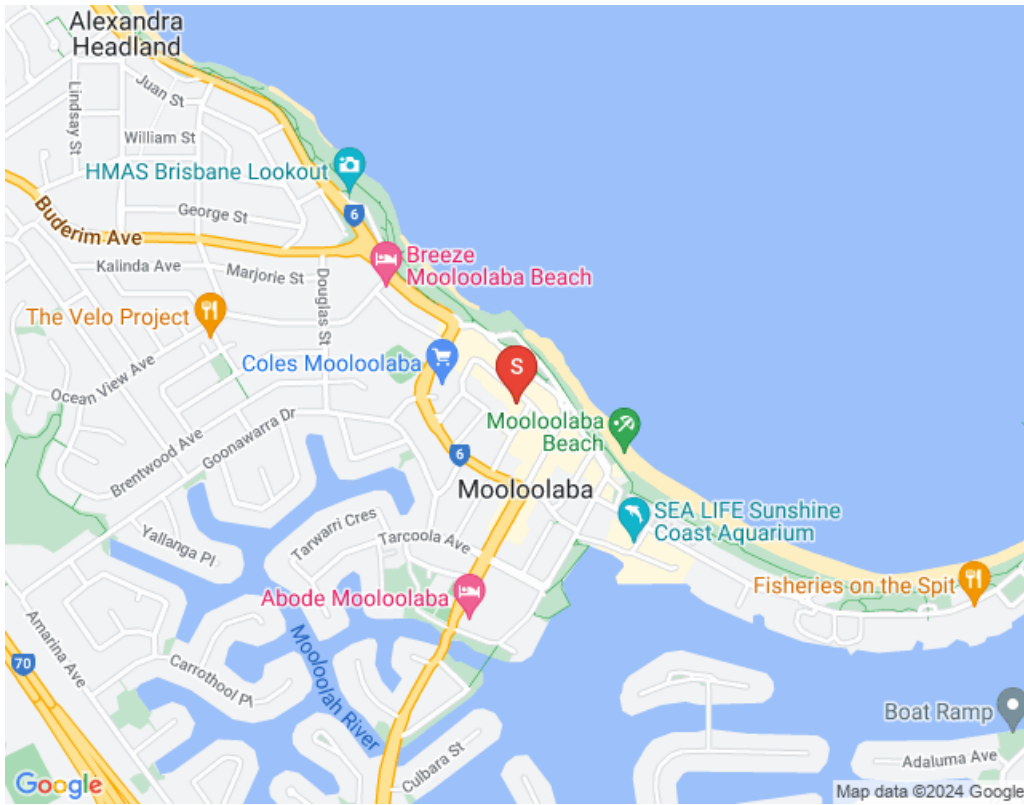 Alexandra
Headland
Juan St
Lindsay St
William St
HMAS Brisbane Lookout
George St
6
Buderim Ave
Breeze
Mooloolaba Beach
Kalinda Ave
Marjorie St
Douglas St
The Velo Project
Coles Mooloolaba
S
Ocean View Ave
Mooloolaba
Beach
Goonawarra Dr
Brentwood Ave
6
Mooloolaba
SEA LIFE Sunshine
Coast Aquarium
Tarwarri Cres
Yallanga Pl
Tarcoola Ave
Fisheries on the Spit
Abode Mooloolaba
Amarina Ave
Mooloolah River
70
Carrothool Pl
Boat Ramp
Culbara St
Adaluma Ave
Google
Map data ©2024 Google